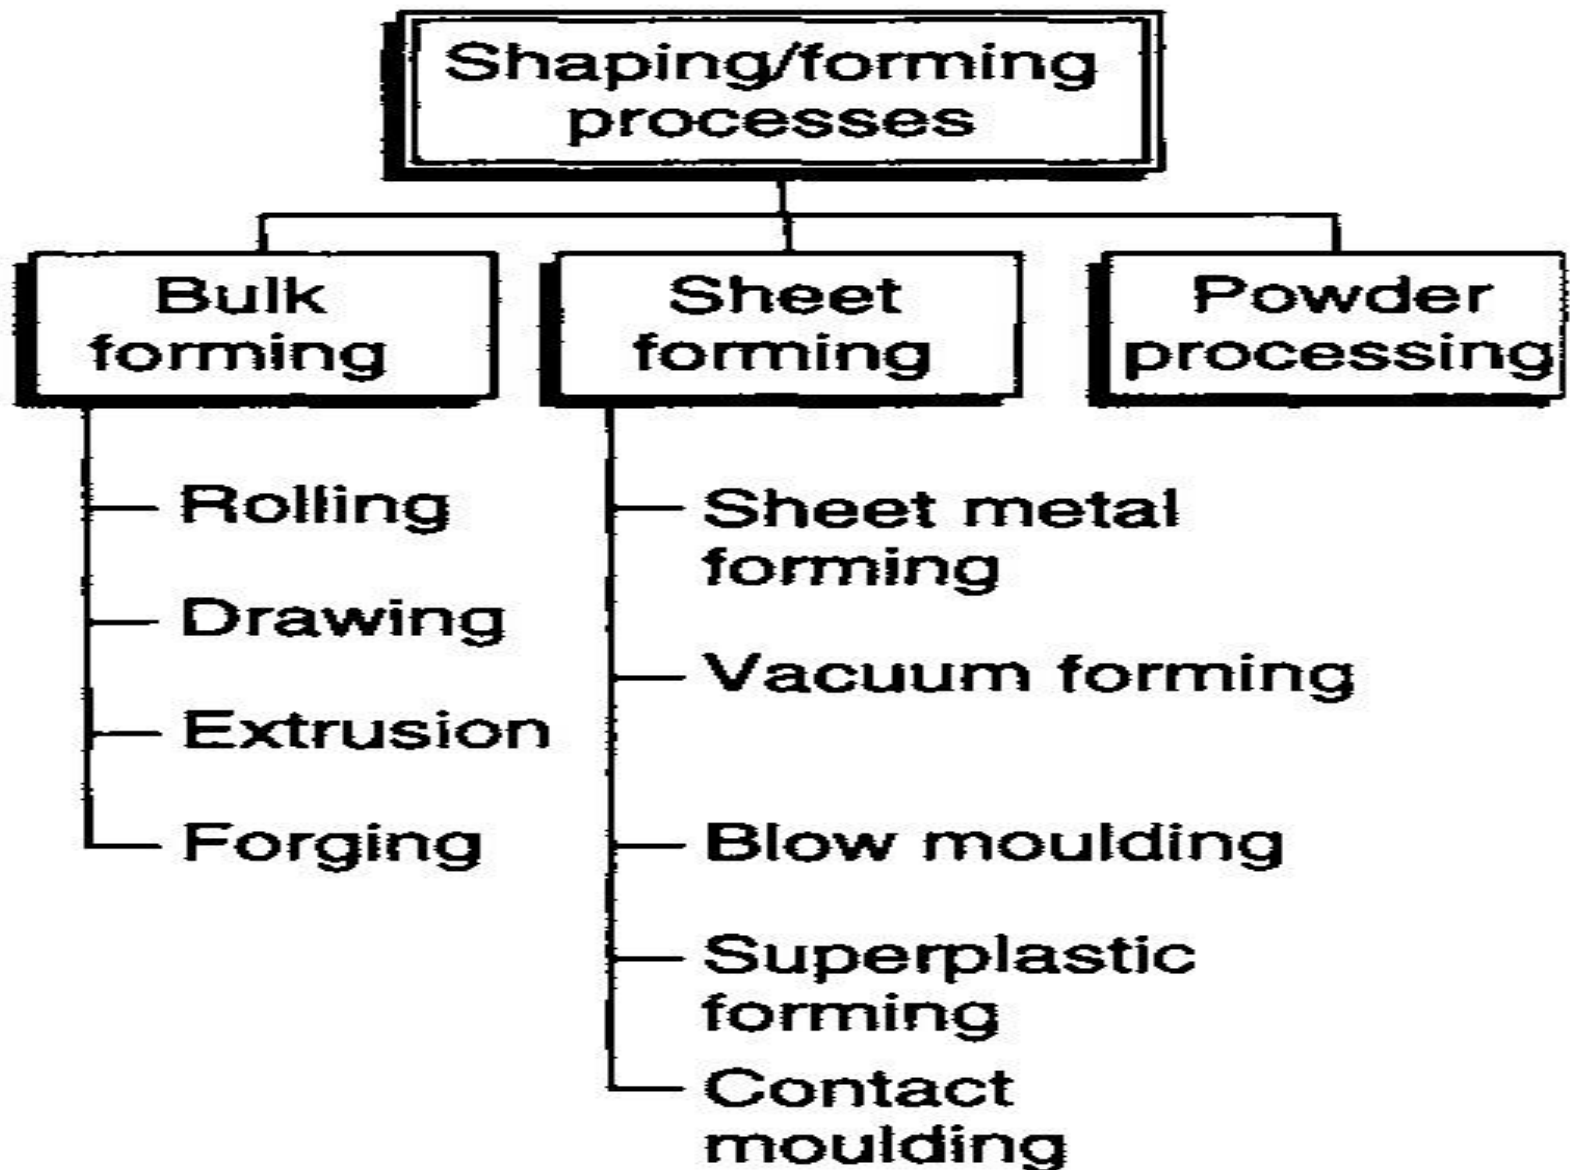 Shaping/forming
processes
Bulk
forming
Sheet
forming
Powder
processing
Rolling
Drawing
Extrusion
Forging
Sheet metal
forming
Vacuum forming
Blow moulding
Superplastic
forming
Contact
moulding